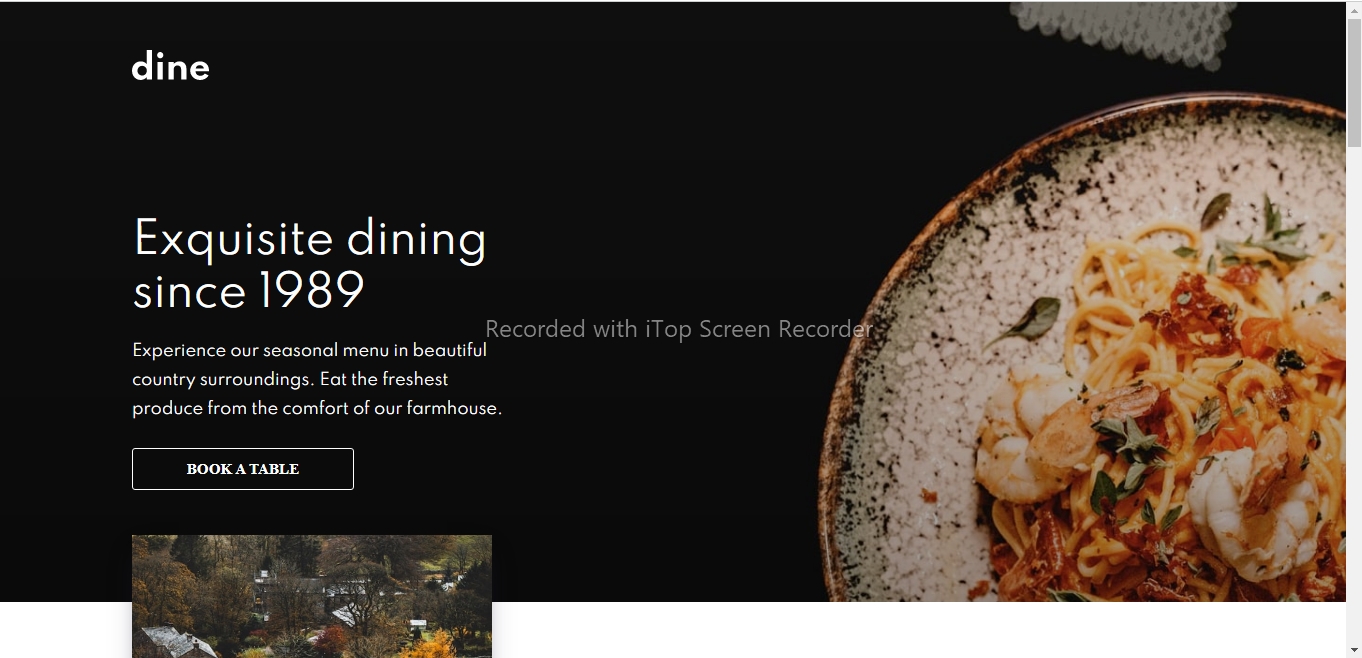 dine
Exquisite dining
since 1989
Recorded with iTop Screen Recorder
Experience our seasonal menu in beautiful
country surroundings. Eat the freshest
produce from the comfort of our farmhouse.
BOOK A TABLE